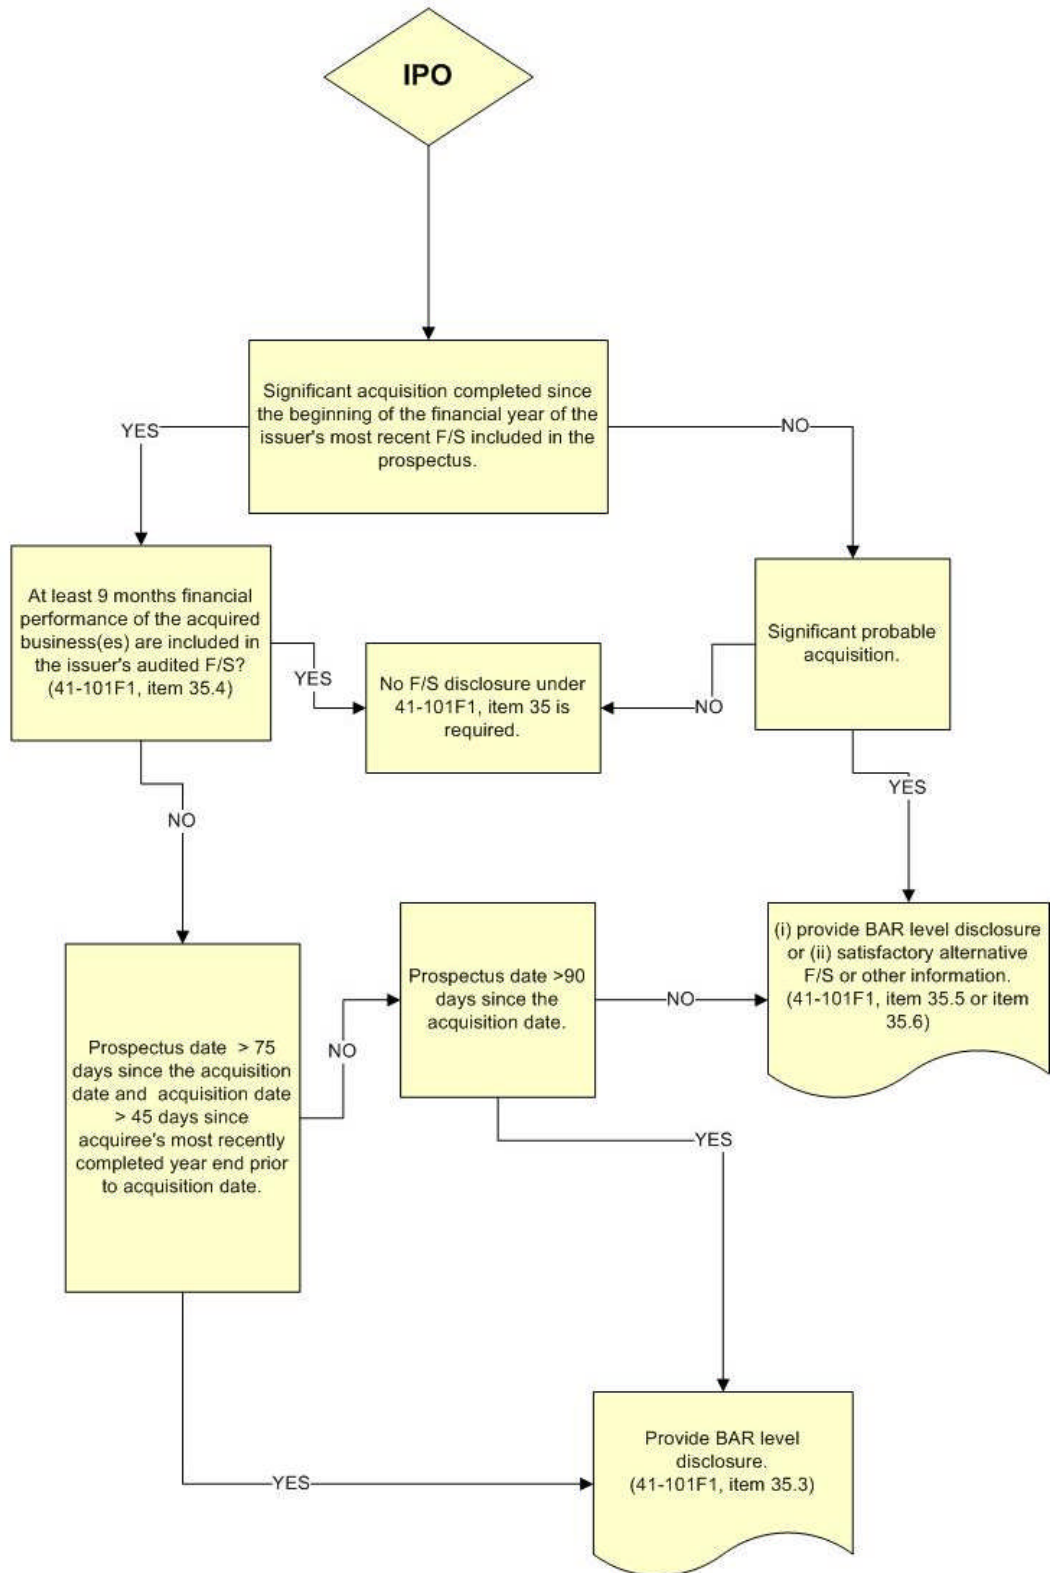 IPO
Significant acquisition completed since
the beginning of the financial year of the
issuer's most recent F/S included in the
prospectus.
YES
NO
At least 9 months financial
performance of the acquired
business(es) are included in
the issuer's audited F/S?
(41-101F1, item 35.4)
YES
No F/S disclosure under
41-101F1, item 35 is
required.
NO
Significant probable
acquisition.
YES
NO
Prospectus date > 75
days since the acquisition
date and acquisition date
> 45 days since
acquiree's most recently
completed year end prior
to acquisition date.
NO
Prospectus date >90
days since the
acquisition date.
NO
(i) provide BAR level disclosure
or (ii) satisfactory alternative
F/S or other information.
(41-101F1, item 35.5 or item
35.6)
YES
YES
Provide BAR level
disclosure.
(41-101F1, item 35.3)